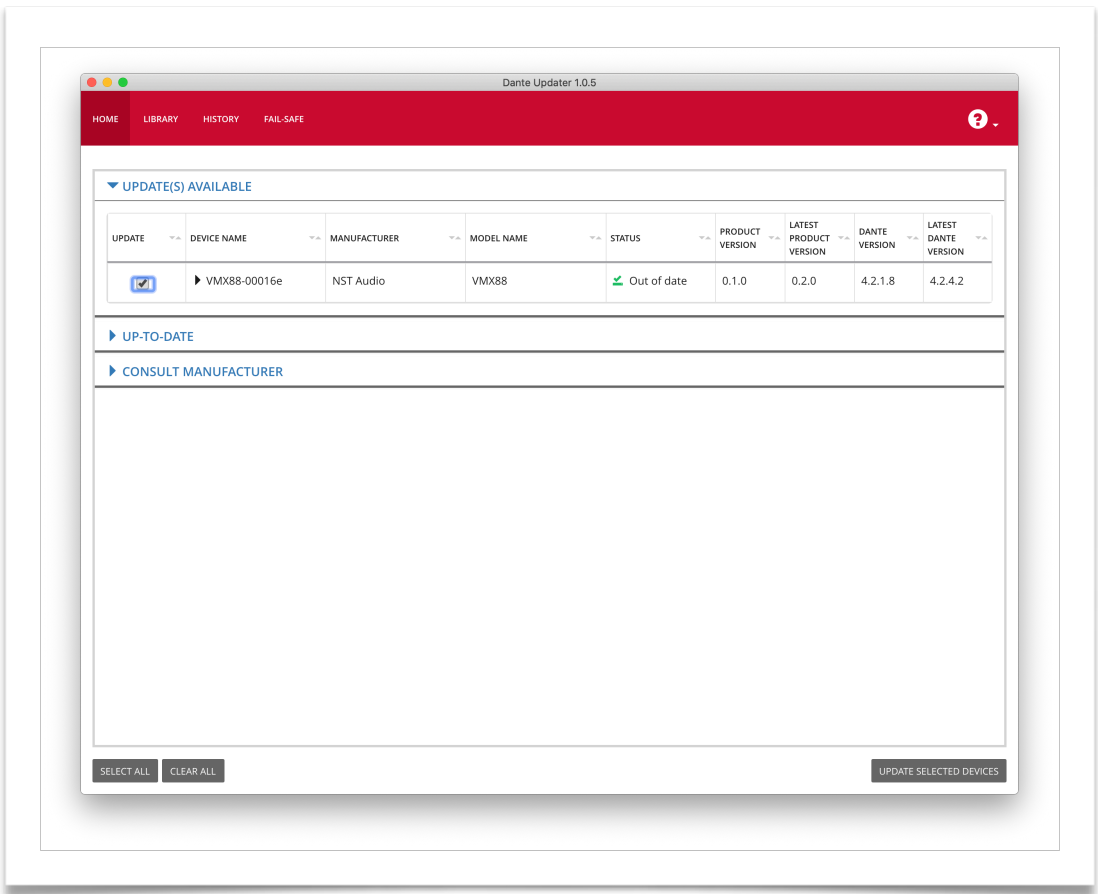 Dante Updater 1.0.5
HOME LIBRARY HISTORY FAIL-SAFE ?
UPDATE(S) AVAILABLE
UPDATE DEVICE NAME MANUFACTURER MODEL NAME STATUS PRODUCT VERSION LATEST PRODUCT VERSION DANTE VERSION LATEST DANTE VERSION
VMX88-00016e NST Audio VMX88 Out of date 0.1.0 0.2.0 4.2.1.8 4.2.4.2
UP-TO-DATE
CONSULT MANUFACTURER
SELECT ALL CLEAR ALL UPDATE SELECTED DEVICES